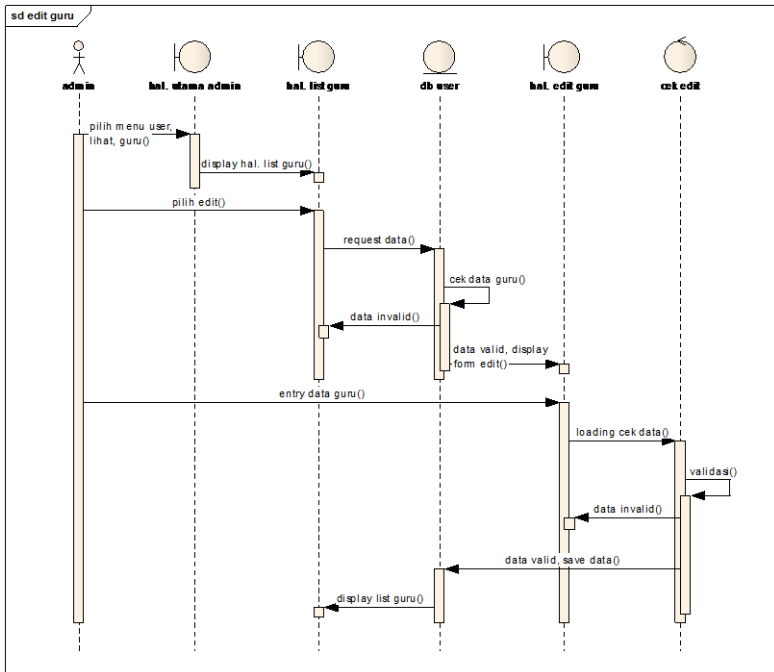 sd edit guru
admin
hal. utama admin
hal. list guru
db user
hal. edit guru
cek edit
pilih menu user,
lihat, guru()
display hal. list guru()
pilih edit()
request data()
cek data guru()
data invalid()
data valid, display
form edit()
entry data guru()
loading cek data()
validasi()
data invalid()
data valid, save data()
display list guru()